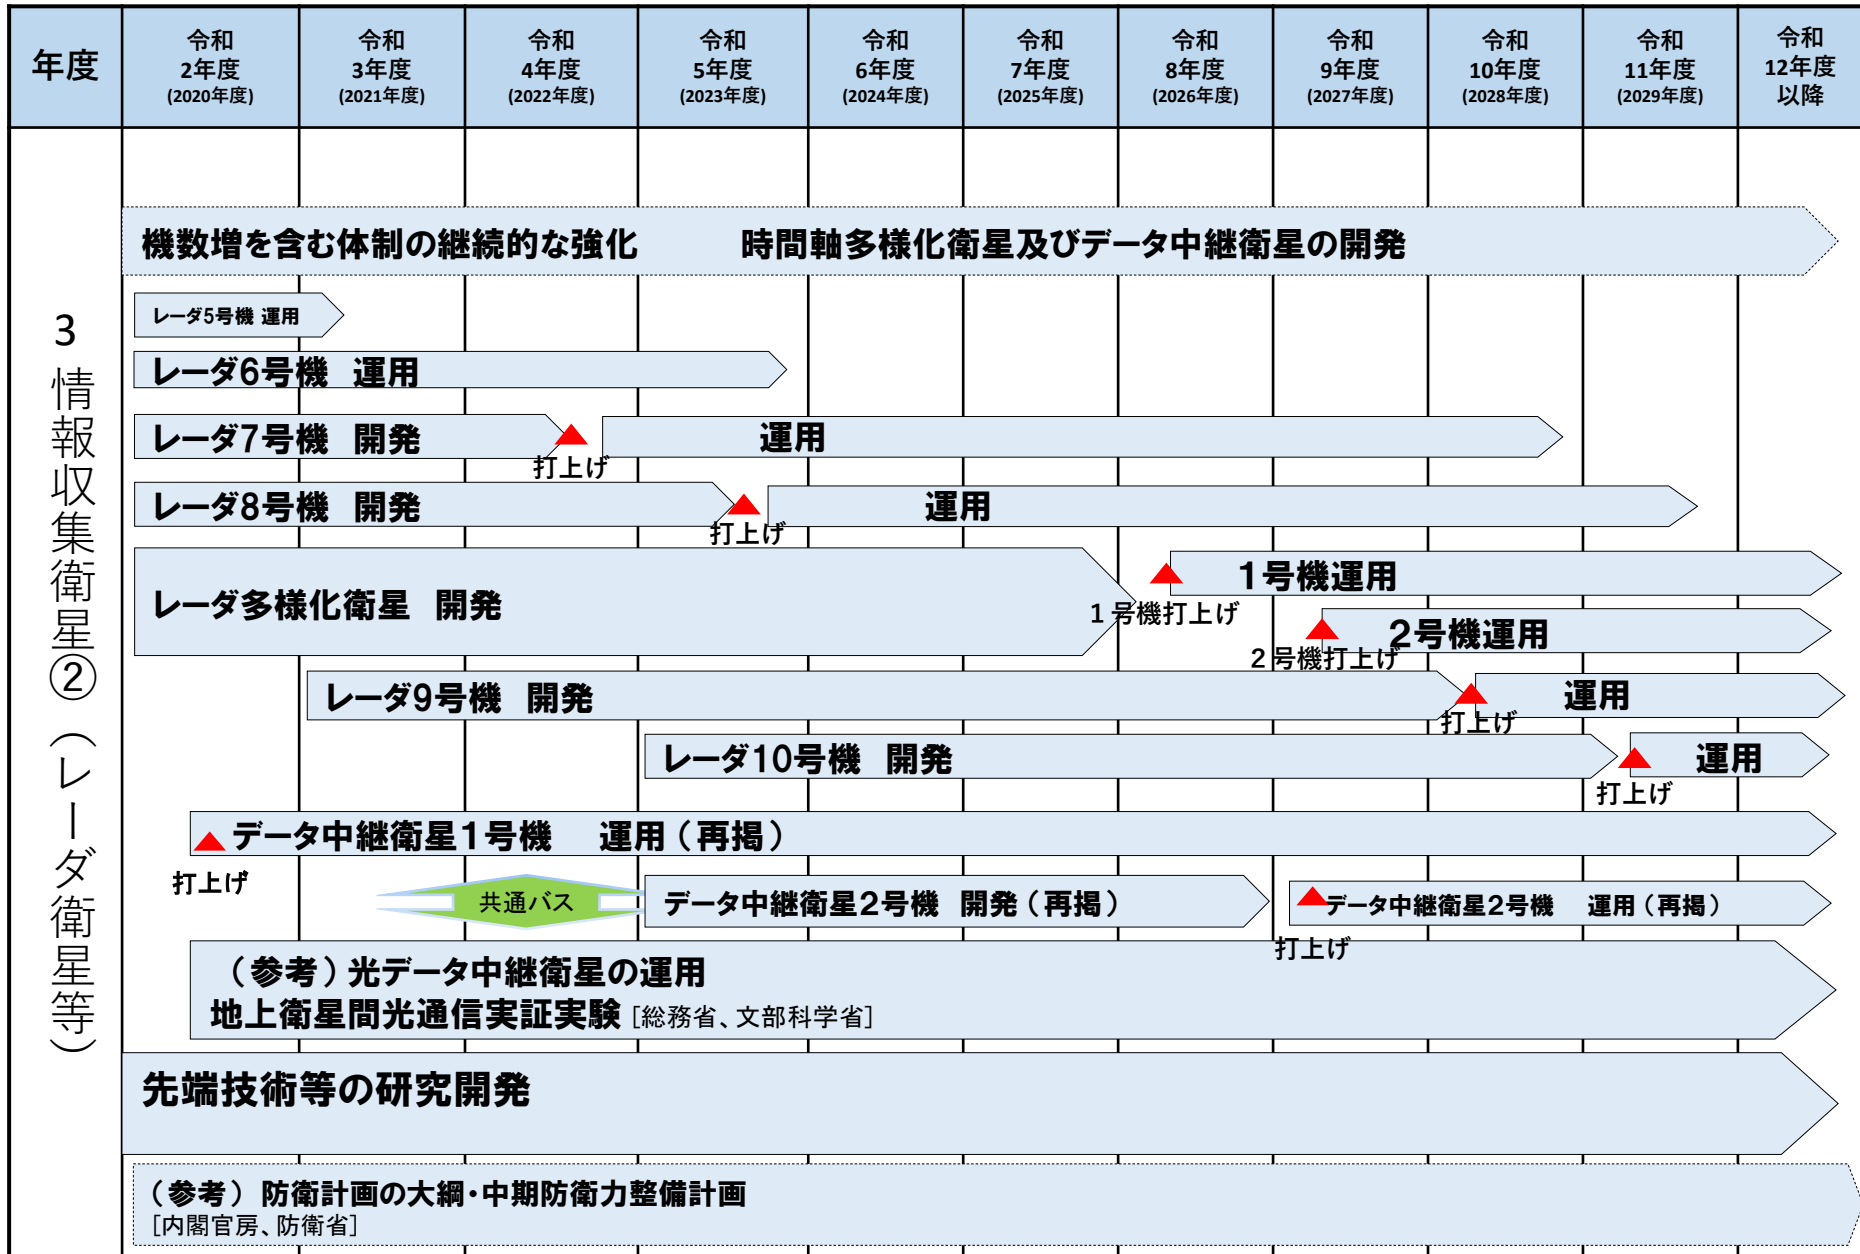 年度
令和
2年度
(2020年度)
令和
3年度
(2021年度)
令和
4年度
(2022年度)
令和
5年度
(2023年度)
令和
6年度
(2024年度)
令和
7年度
(2025年度)
令和
8年度
(2026年度)
令和
9年度
(2027年度)
令和
10年度
(2028年度)
令和
11年度
(2029年度)
令和
12年度
以降
3 情報収集衛星②（レーダ衛星等）
機数増を含む体制の継続的な強化　時間軸多様化衛星及びデータ中継衛星の開発
レーダ5号機 運用
レーダ6号機 運用
レーダ7号機 開発
打上げ
運用
レーダ8号機 開発
打上げ
運用
レーダ多様化衛星 開発
1号機打上げ
1号機運用
2号機打上げ
2号機運用
レーダ9号機 開発
打上げ
運用
レーダ10号機 開発
打上げ
運用
データ中継衛星1号機　運用（再掲）
打上げ
共通バス
データ中継衛星2号機 開発（再掲）
データ中継衛星2号機　運用（再掲）
打上げ
（参考）光データ中継衛星の運用
地上衛星間光通信実証実験 [総務省、文部科学省]
先端技術等の研究開発
（参考）防衛計画の大綱・中期防衛力整備計画
[内閣官房、防衛省]